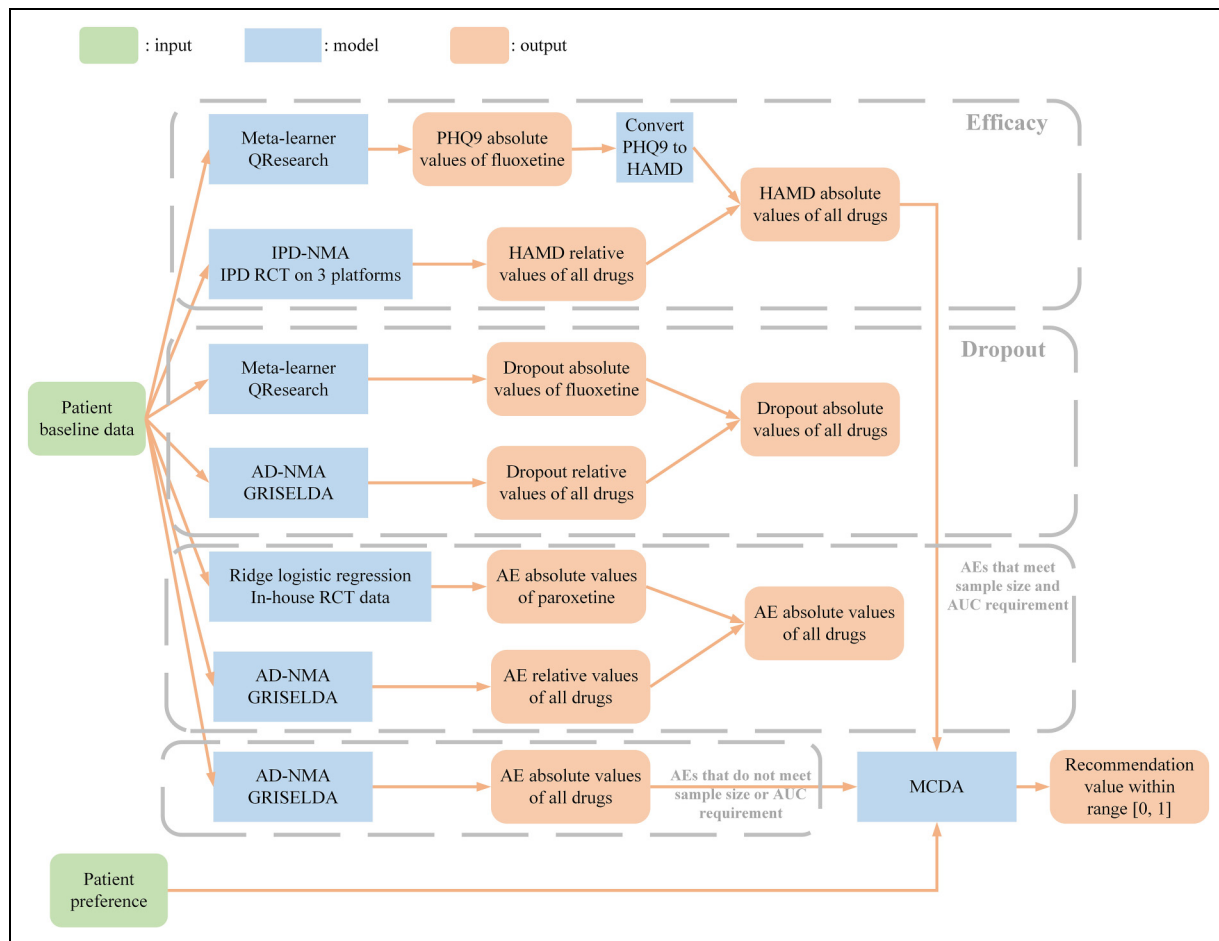 : input
: model
: output
Efficacy
Meta-learner
QResearch
PHQ9 absolute
values of fluoxetine
Convert
PHQ9 to
HAMD
HAMD absolute
values of all drugs
IPD-NMA
IPD RCT on 3 platforms
HAMD relative
values of all drugs
Dropout
Meta-learner
QResearch
Dropout absolute
values of fluoxetine
Dropout absolute
values of all drugs
Patient
baseline data
AD-NMA
GRISELDA
Dropout relative
values of all drugs
AEs that meet
sample size and
AUC requirement
Ridge logistic regression
In-house RCT data
AE absolute values
of paroxetine
AE absolute values
of all drugs
AD-NMA
GRISELDA
AE relative values
of all drugs
AD-NMA
GRISELDA
AE absolute values
of all drugs
AEs that do not meet
sample size or AUC
requirement
MCDA
Recommendation
value within
range [0, 1]
Patient
preference